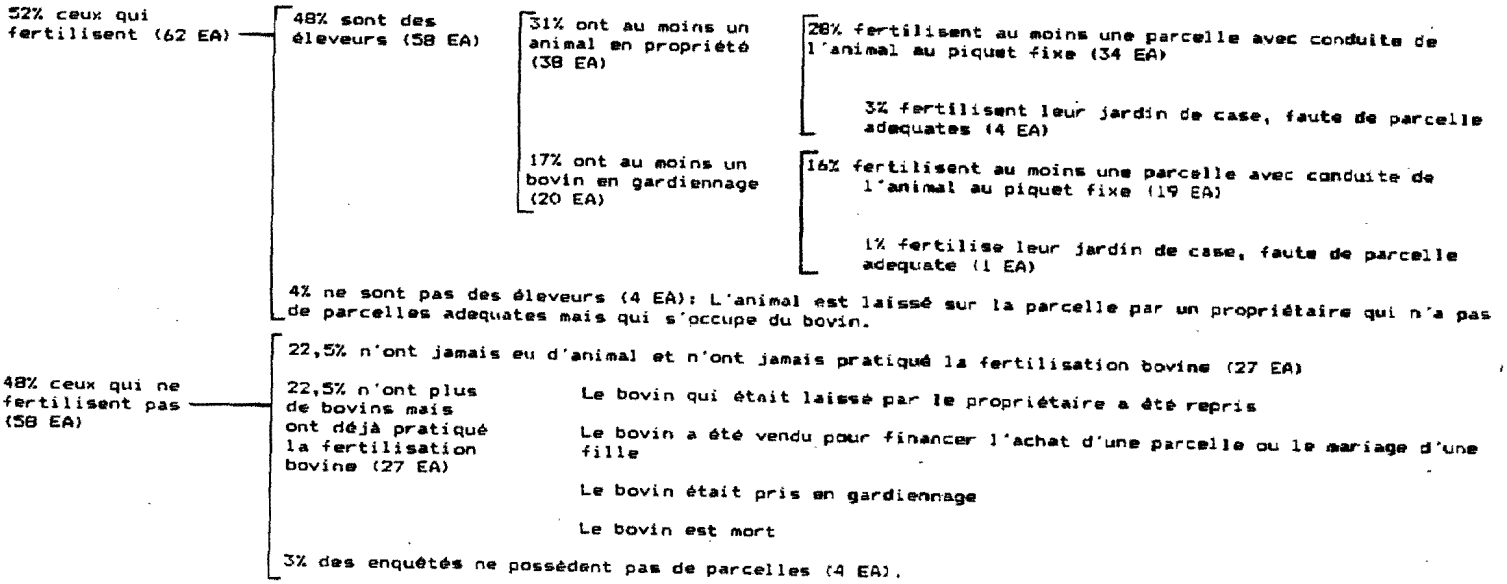 52% ceux qui
fertilisent (62 EA)
48% sont des
éleveurs (58 EA)
31% ont au moins un
animal en propriété
(38 EA)
28% fertilisent au moins une parcelle avec conduite de
l'animal au piquet fixe (34 EA)
3% fertilisent leur jardin de case, faute de parcelle
adequates (4 EA)
17% ont au moins un
bovin en gardiennage
(20 EA)
16% fertilisent au moins une parcelle avec conduite de
l'animal au piquet fixe (19 EA)
1% fertilise leur jardin de case, faute de parcelle
adequate (1 EA)
4% ne sont pas des éleveurs (4 EA): L'animal est laissé sur la parcelle par un propriétaire qui n'a pas
de parcelles adequates mais qui s'occupe du bovin.
48% ceux qui ne
fertilisent pas
(58 EA)
22,5% n'ont jamais eu d'animal et n'ont jamais pratiqué la fertilisation bovine (27 EA)
22,5% n'ont plus
de bovins mais
ont déjà pratiqué
la fertilisation
bovine (27 EA)
Le bovin qui était laissé par le propriétaire a été repris
Le bovin a été vendu pour financer l'achat d'une parcelle ou le mariage d'une
fille
Le bovin était pris en gardiennage
Le bovin est mort
3% des enquêtés ne possèdent pas de parcelles (4 EA).